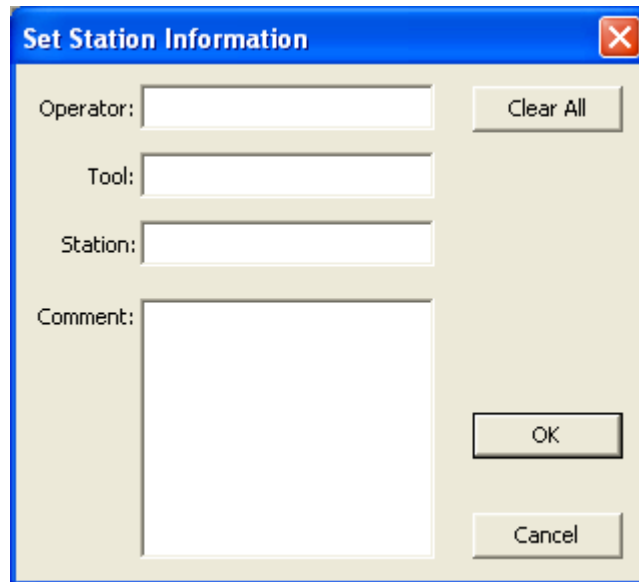 Set Station Information
Operator:
Clear All
Tool:
Station:
Comment:
OK
Cancel